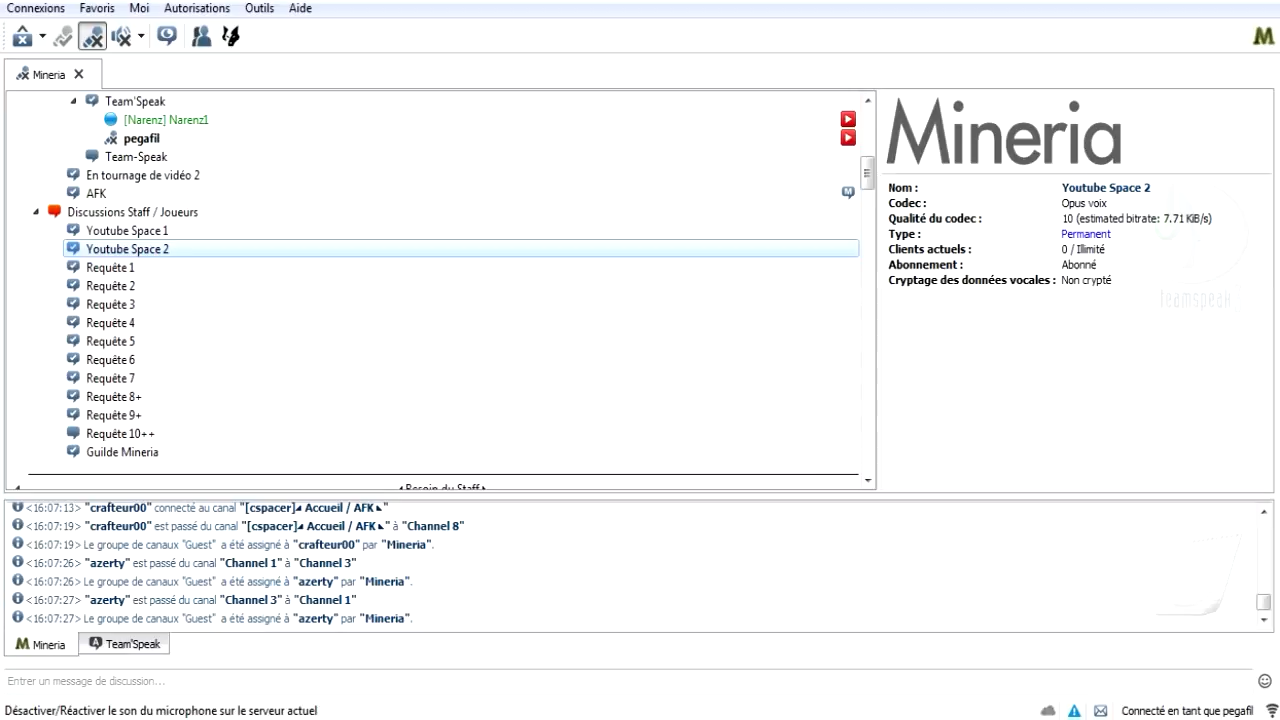 Connexions Favoris Moi Autorisations Outils Aide
Mineria
Team'Speak
[Narenz] Narenz1
pegafil
Team-Speak
En tournage de vidéo 2
AFK
Discussions Staff / Joueurs
Youtube Space 1
Youtube Space 2
Requête 1
Requête 2
Requête 3
Requête 4
Requête 5
Requête 6
Requête 7
Requête 8+
Requête 9+
Requête 10++
Guilde Mineria
Besoin du Staff
Mineria
Nom : Youtube Space 2
Codec : Opus voix
Qualité du codec : 10 (estimated bitrate: 7.71 KiB/s)
Type : Permanent
Clients actuels : 0 / Illimité
Abonnement : Abonné
Cryptage des données vocales : Non crypté
teamspeak
<16:07:13> "crafteur00" connecté au canal "[cspacer]◢ Accueil / AFK ◣"
<16:07:19> "crafteur00" est passé du canal "[cspacer]◢ Accueil / AFK ◣" à "Channel 8"
<16:07:19> Le groupe de canaux "Guest" a été assigné à "crafteur00" par "Mineria".
<16:07:26> "azerty" est passé du canal "Channel 1" à "Channel 3"
<16:07:26> Le groupe de canaux "Guest" a été assigné à "azerty" par "Mineria".
<16:07:27> "azerty" est passé du canal "Channel 3" à "Channel 1"
<16:07:27> Le groupe de canaux "Guest" a été assigné à "azerty" par "Mineria".
Mineria Team'Speak
Entrer un message de discussion...
Désactiver/Réactiver le son du microphone sur le serveur actuel Connecté en tant que pegafil